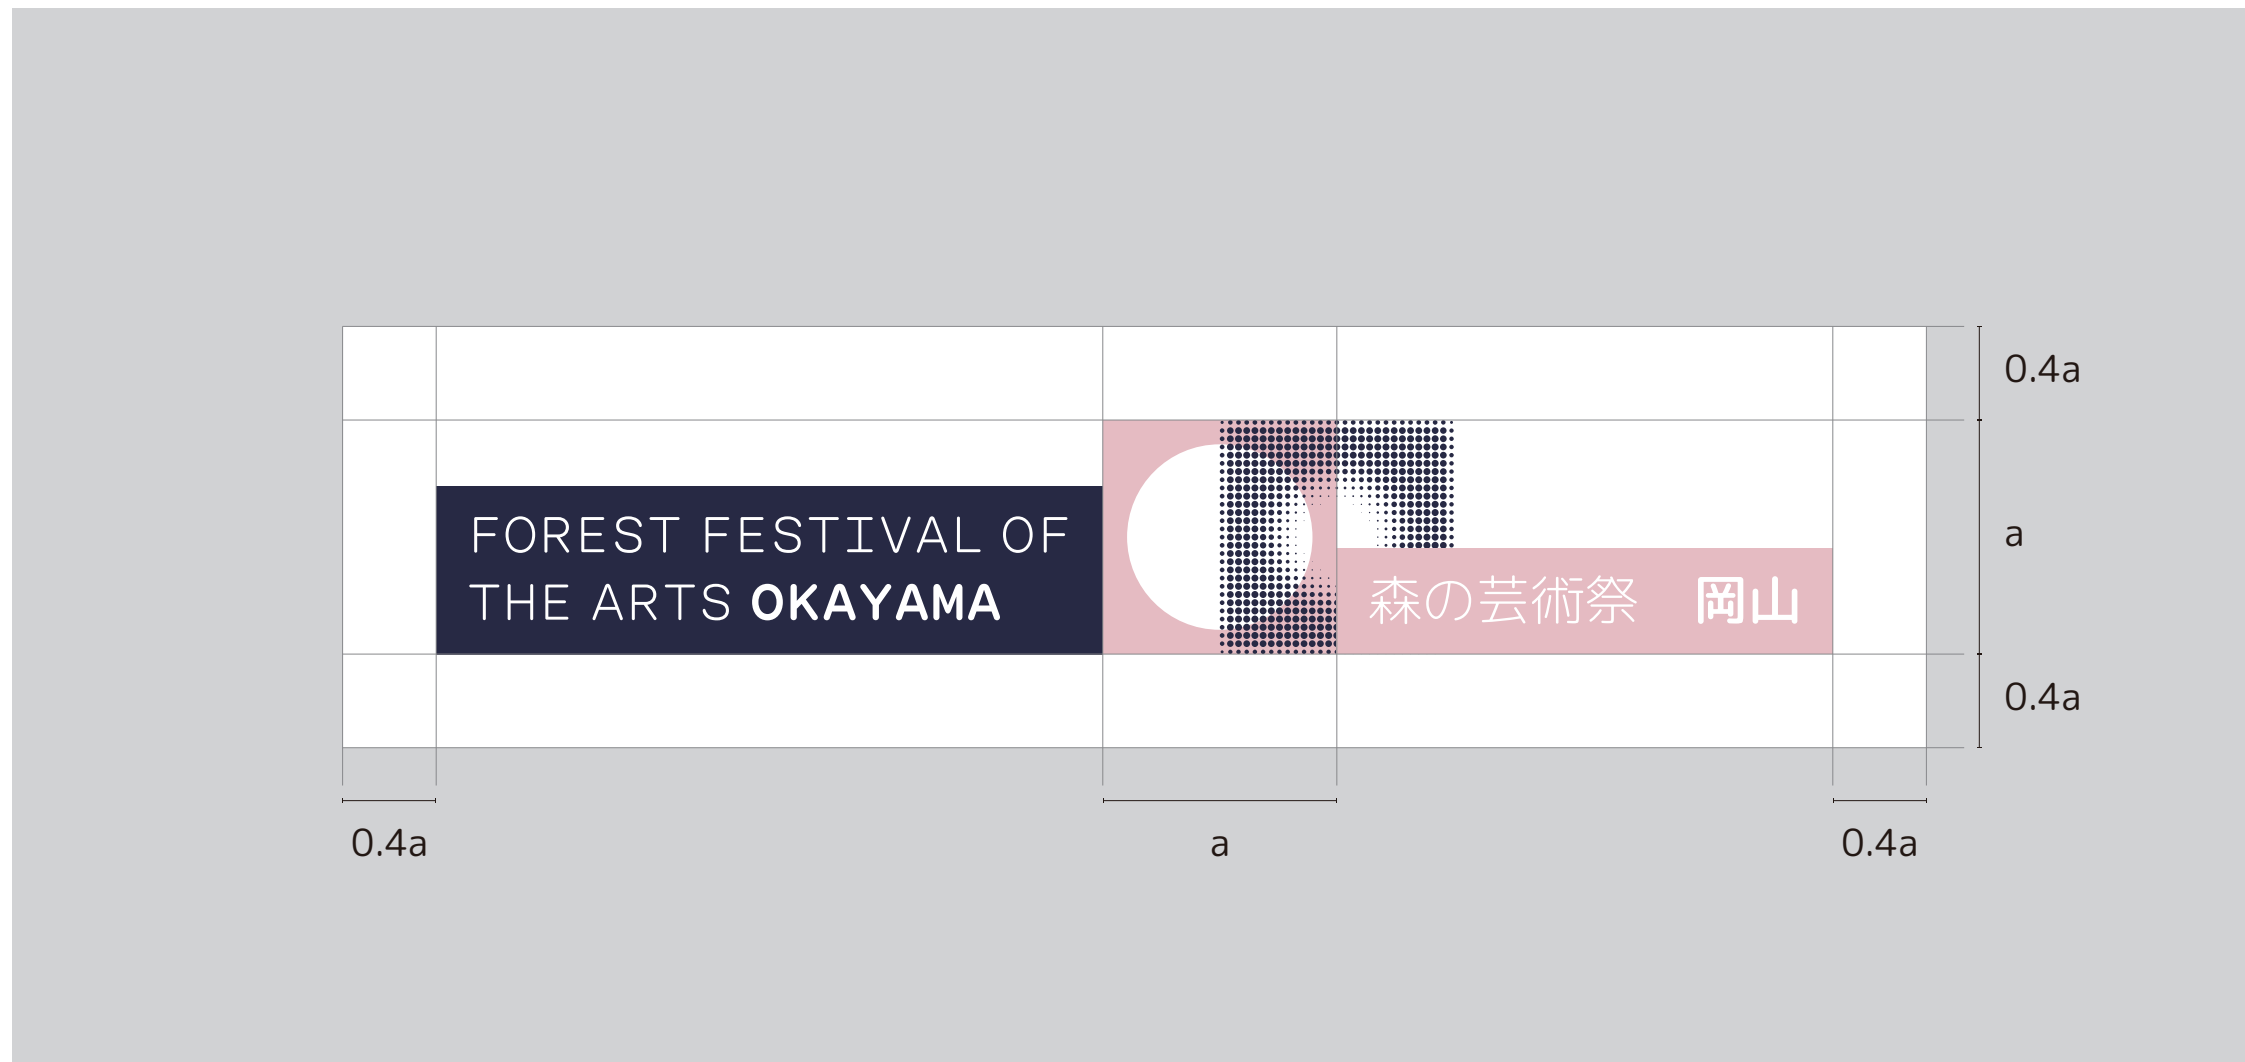 0.4a
FOREST FESTIVAL OF
THE ARTS OKAYAMA
森の芸術祭　岡山
a
0.4a
0.4a
a
0.4a